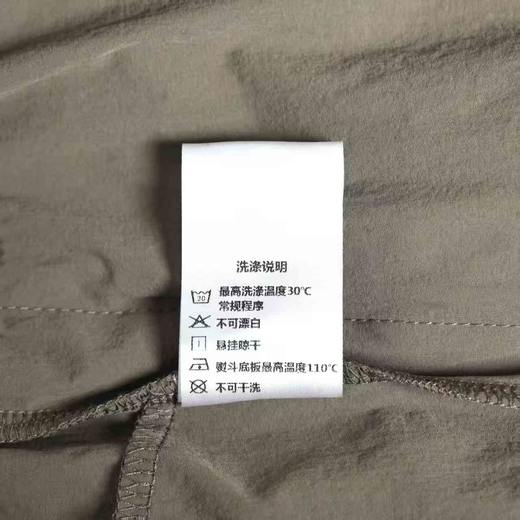 洗涤说明
30 最高洗涤温度30℃
常规程序
不可漂白
悬挂晾干
熨斗底板最高温度110℃
不可干洗